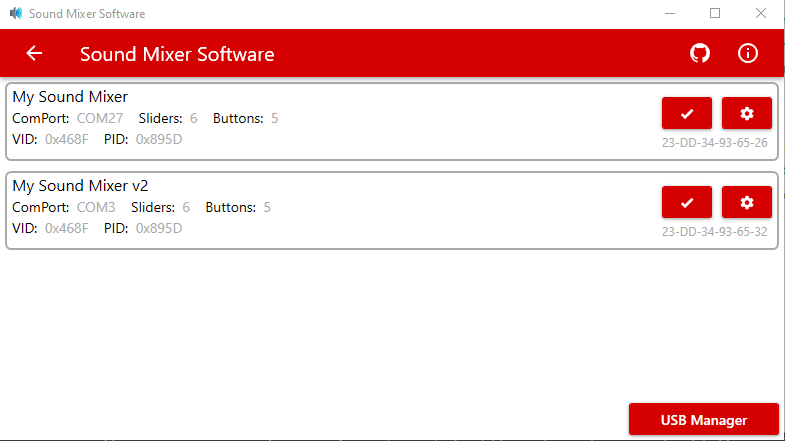 Sound Mixer Software
Sound Mixer Software
My Sound Mixer
ComPort: COM27 Sliders: 6 Buttons: 5
VID: 0x468F PID: 0x895D
23-DD-34-93-65-26
My Sound Mixer v2
ComPort: COM3 Sliders: 6 Buttons: 5
VID: 0x468F PID: 0x895D
23-DD-34-93-65-32
USB Manager